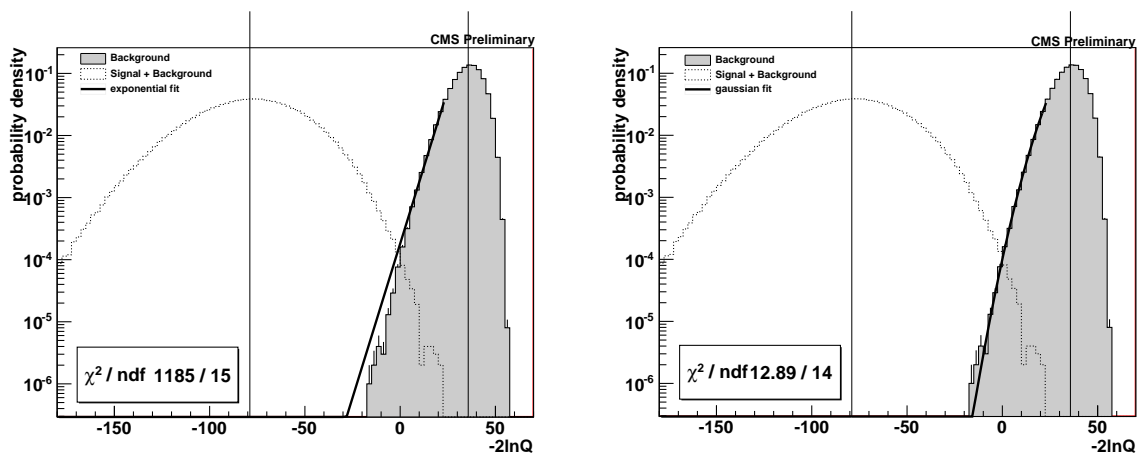 CMS Preliminary
probability density
Background
Signal + Background
exponential fit
10⁻¹
10⁻²
10⁻³
10⁻⁴
10⁻⁵
10⁻⁶
χ² / ndf 1185 / 15
-150 -100 -50 0 50
-2lnQ
CMS Preliminary
probability density
Background
Signal + Background
gaussian fit
10⁻¹
10⁻²
10⁻³
10⁻⁴
10⁻⁵
10⁻⁶
χ² / ndf 12.89 / 14
-150 -100 -50 0 50
-2lnQ